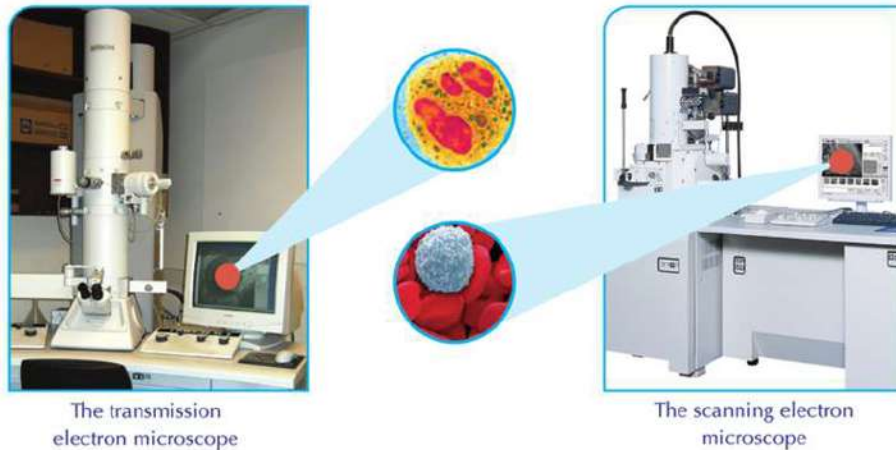 The transmission
electron microscope
The scanning electron
microscope